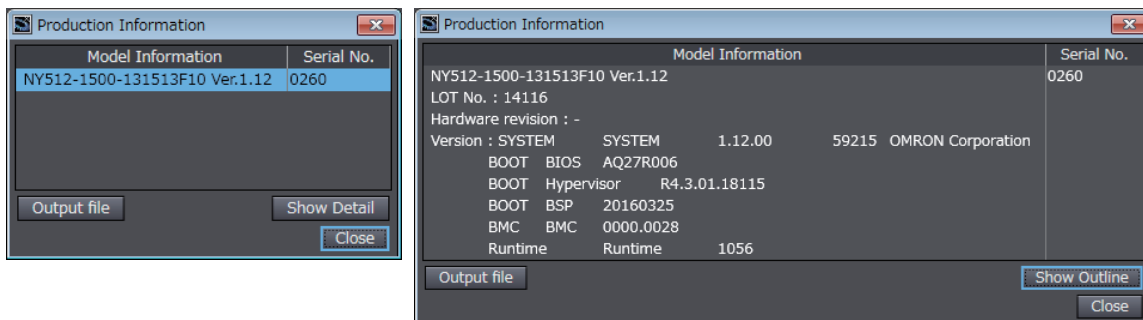 Production Information
Model Information Serial No.
NY512-1500-131513F10 Ver.1.12 0260
Output file Show Detail
Close
Production Information
Model Information Serial No.
NY512-1500-131513F10 Ver.1.12 0260
LOT No. : 14116
Hardware revision : -
Version : SYSTEM SYSTEM 1.12.00 59215 OMRON Corporation
BOOT BIOS AQ27R006
BOOT Hypervisor R4.3.01.18115
BOOT BSP 20160325
BMC BMC 0000.0028
Runtime Runtime 1056
Output file Show Outline
Close